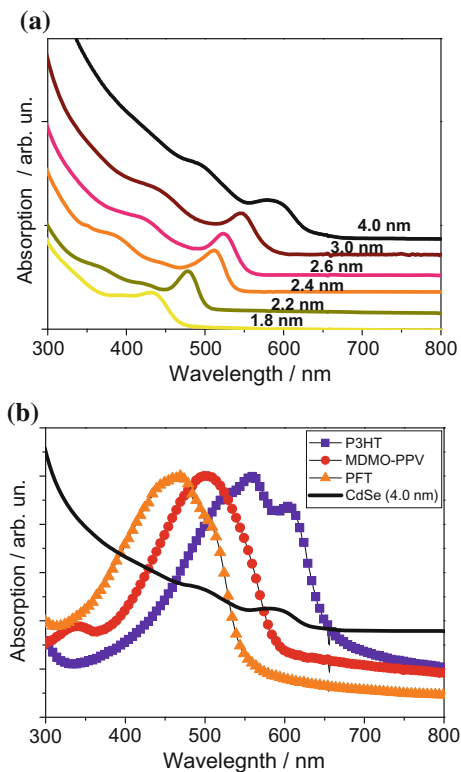 (a)
Absorption / arb. un.
4.0 nm
3.0 nm
2.6 nm
2.4 nm
2.2 nm
1.8 nm
300 400 500 600 700 800
Wavelength / nm
(b)
Absorption / arb. un.
P3HT
MDMO-PPV
PFT
CdSe (4.0 nm)
300 400 500 600 700 800
Wavelegnth / nm